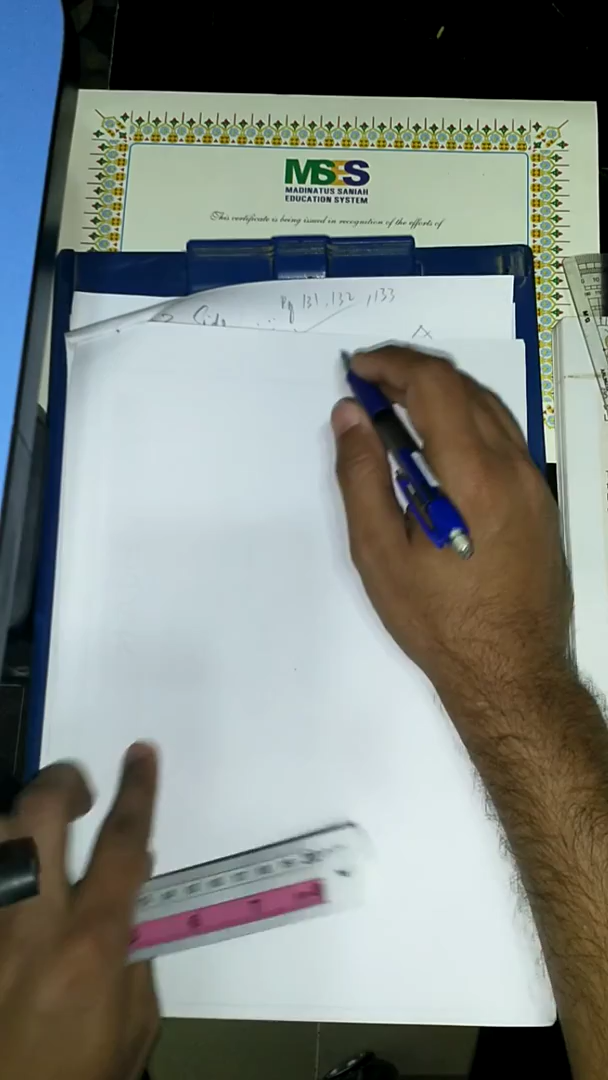 MSES
MADINATUS SANIAH
EDUCATION SYSTEM
This certificate is being issued in recognition of the efforts of
Pg 131, 132, 133